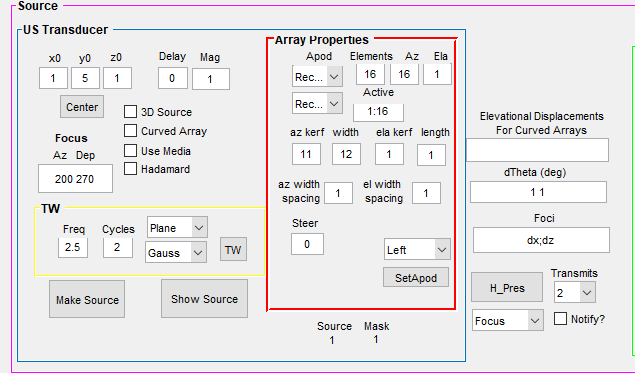 Source
US Transducer
x0 y0 z0 Delay Mag
1 5 1 0 1
Center
3D Source
Curved Array
Use Media
Hadamard
Focus
Az Dep
200 270
TW
Freq Cycles
2.5 2
Plane
Gauss
TW
Make Source Show Source
Array Properties
Apod Elements Az Ela
Rec... 16 16 1
Rec... Active
1:16
az kerf width ela kerf length
11 12 1 1
az width spacing 1 el width spacing 1
Steer
0
Left
SetApod
Source Mask
1 1
Elevational Displacements
For Curved Arrays
dTheta (deg)
1 1
Foci
dx;dz
H_Pres Transmits
2
Focus Notify?